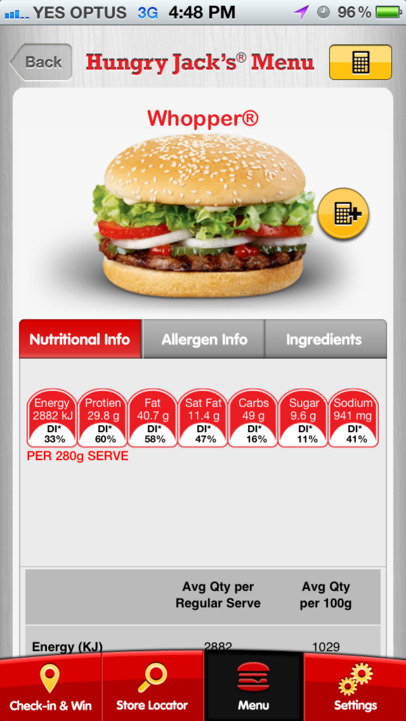 YES OPTUS 3G 4:48 PM 96%
Back Hungry Jack's® Menu
Whopper®
Nutritional Info Allergen Info Ingredients
Energy Protien Fat Sat Fat Carbs Sugar Sodium
2882 kJ 29.8 g 40.7 g 11.4 g 49 g 9.6 g 941 mg
DI* DI* DI* DI* DI* DI* DI*
33% 60% 58% 47% 16% 11% 41%
PER 280g SERVE
Avg Qty per Avg Qty
Regular Serve per 100g
Energy (KJ) 2882 1029
Check-in & Win Store Locator Menu Settings